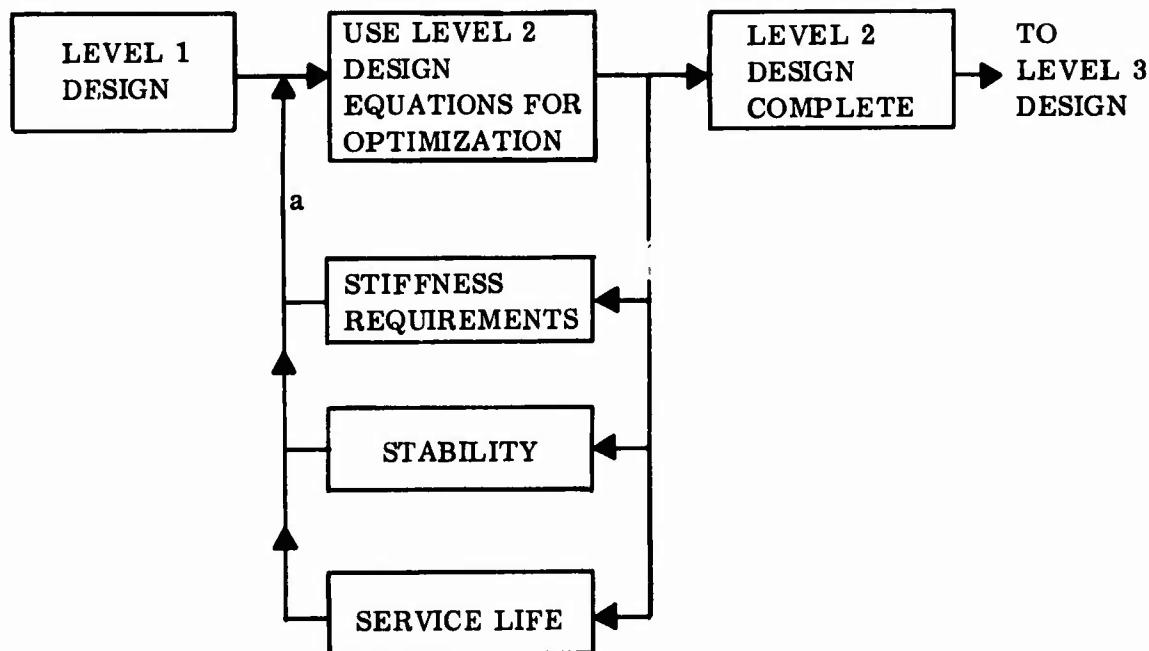 LEVEL 1
DESIGN
USE LEVEL 2
DESIGN
EQUATIONS FOR
OPTIMIZATION
LEVEL 2
DESIGN
COMPLETE
TO
LEVEL 3
DESIGN
a
STIFFNESS
REQUIREMENTS
STABILITY
SERVICE LIFE